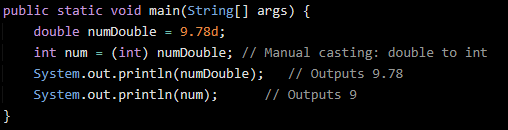 public static void main(String[] args) {
    double numDouble = 9.78d;
    int num = (int) numDouble; // Manual casting: double to int
    System.out.println(numDouble);   // Outputs 9.78
    System.out.println(num);      // Outputs 9
}